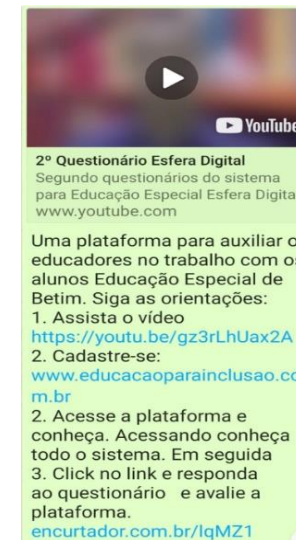 YouTube
2º Questionário Esfera Digital
Segundo questionários do sistema
para Educação Especial Esfera Digita
www.youtube.com
Uma plataforma para auxiliar o
educadores no trabalho com os
alunos Educação Especial de
Betim. Siga as orientações:
1. Assista o vídeo
https://youtu.be/gz3rLhUax2A
2. Cadastre-se:
www.educacaoparainclusao.co
m.br
2. Acesse a plataforma e
conheça. Acessando conheça
todo o sistema. Em seguida
3. Click no link e responda
ao questionário e avalie a
plataforma.
encurtador.com.br/lqMZ1